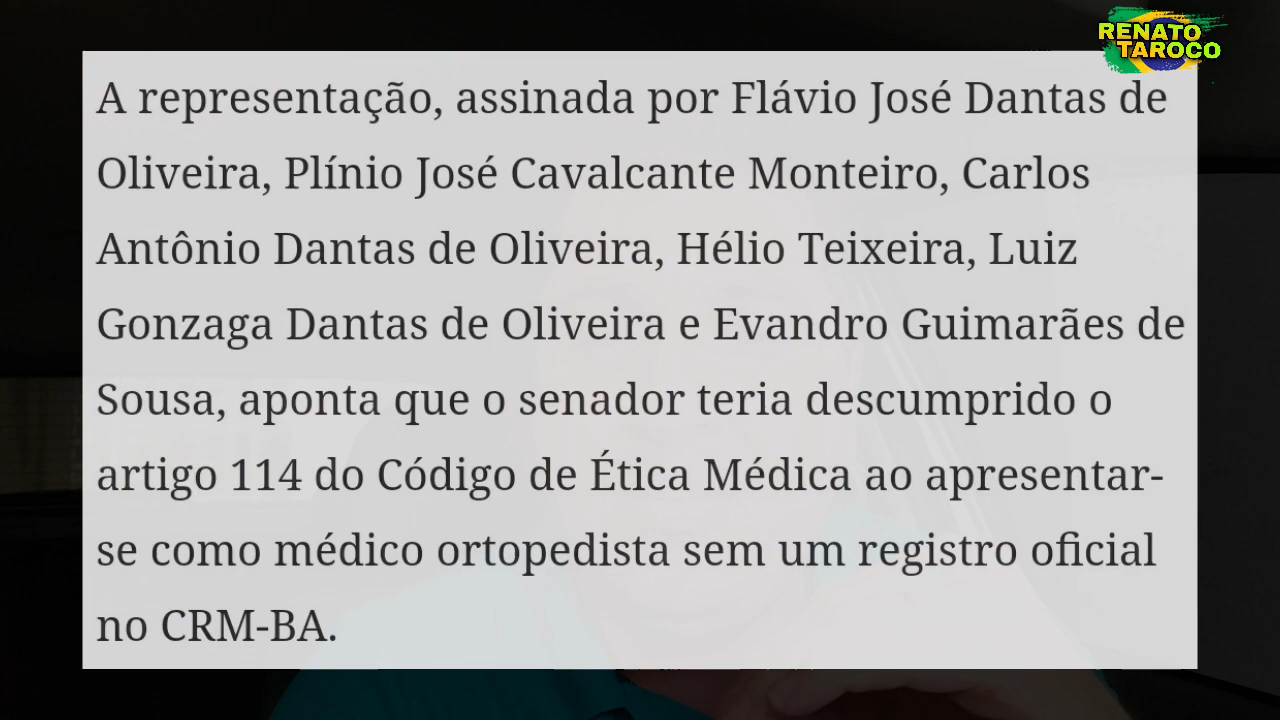 RENATO
TAROCO
A representação, assinada por Flávio José Dantas de
Oliveira, Plínio José Cavalcante Monteiro, Carlos
Antônio Dantas de Oliveira, Hélio Teixeira, Luiz
Gonzaga Dantas de Oliveira e Evandro Guimarães de
Sousa, aponta que o senador teria descumprido o
artigo 114 do Código de Ética Médica ao apresentar-
se como médico ortopedista sem um registro oficial
no CRM-BA.